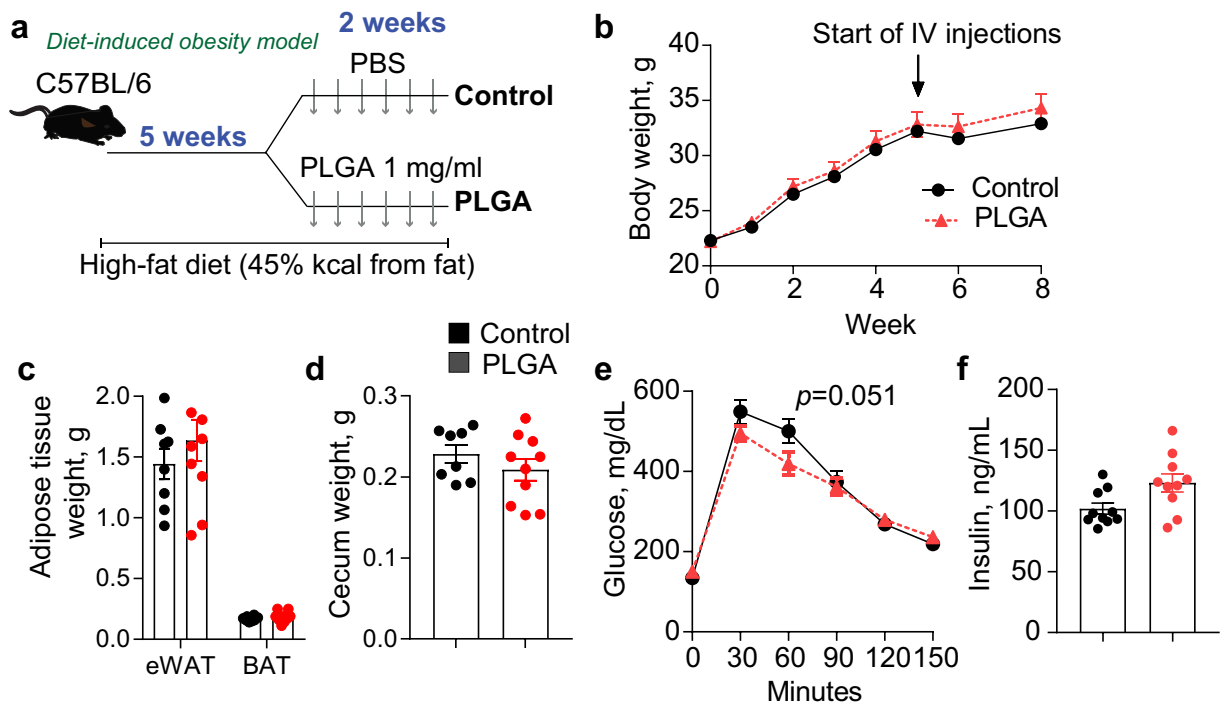 a
Diet-induced obesity model
2 weeks
C57BL/6
PBS
Control
5 weeks
PLGA 1 mg/ml
PLGA
High-fat diet (45% kcal from fat)
b
Start of IV injections
Body weight, g
40
35
30
25
20
Control
PLGA
0 2 4 6 8
Week
Control
PLGA
c
Adipose tissue
weight, g
2.0
1.5
1.0
0.5
0.0
eWAT BAT
d
Cecum weight, g
0.3
0.2
0.1
0.0
e
Glucose, mg/dL
600
400
200
0
p=0.051
0 30 60 90 120 150
Minutes
f
Insulin, ng/mL
200
150
100
50
0